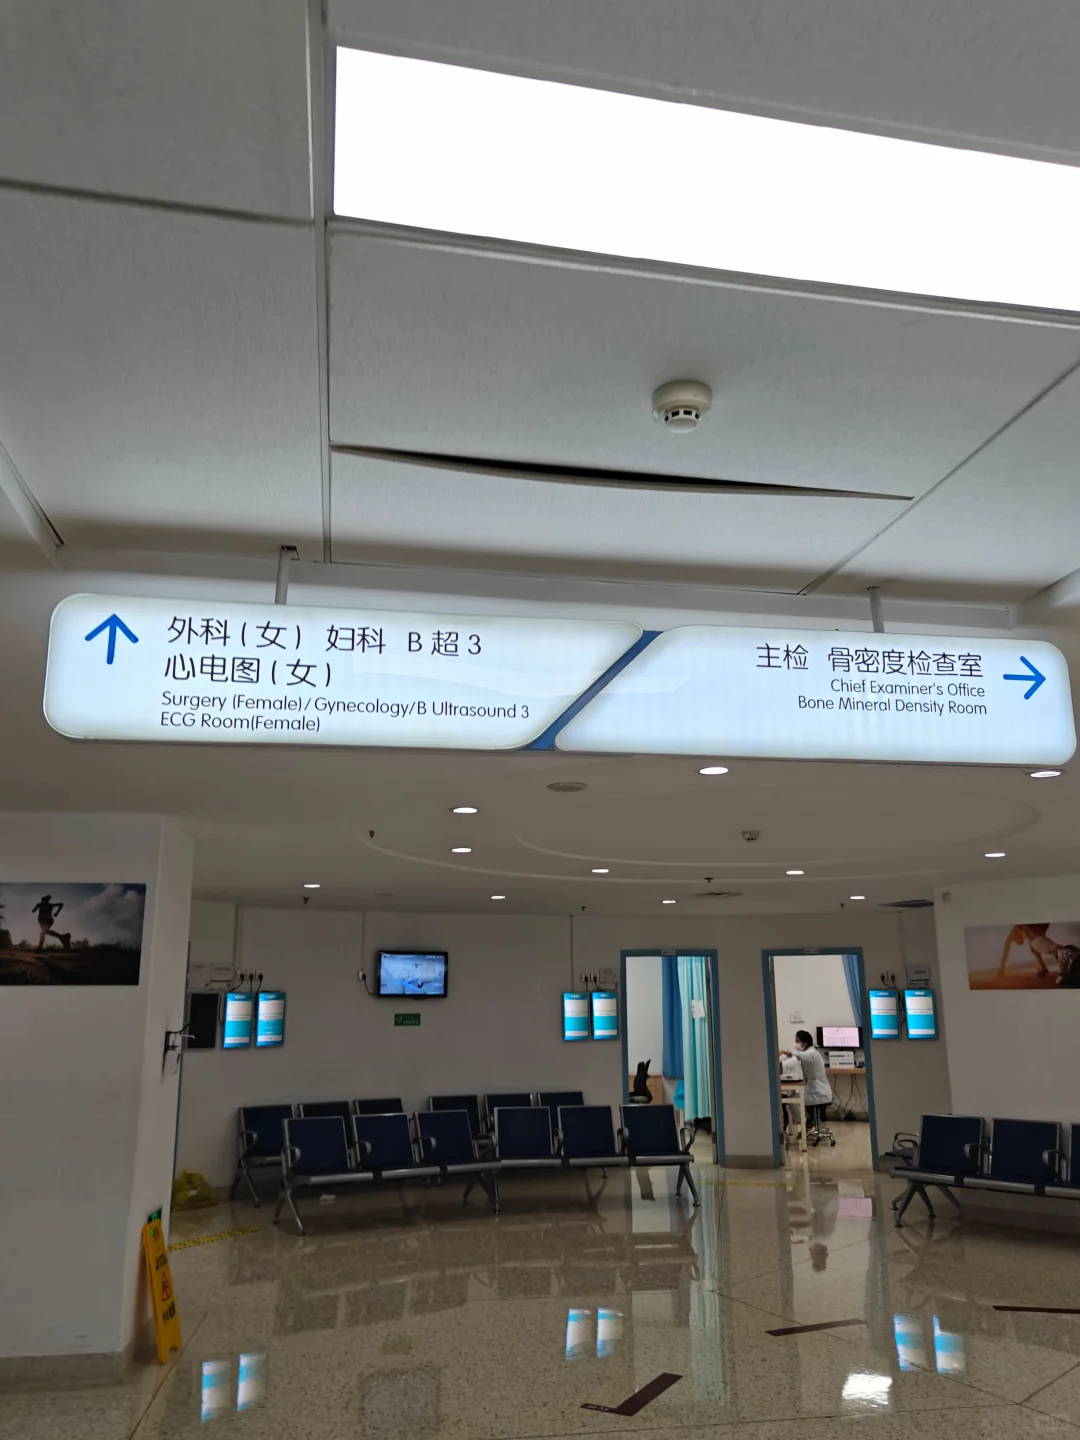 外科(女) 妇科 B超3
心电图(女)
Surgery (Female)/Gynecology/B Ultrasound 3
ECG Room(Female)
主检 骨密度检查室
Chief Examiner's Office
Bone Mineral Density Room